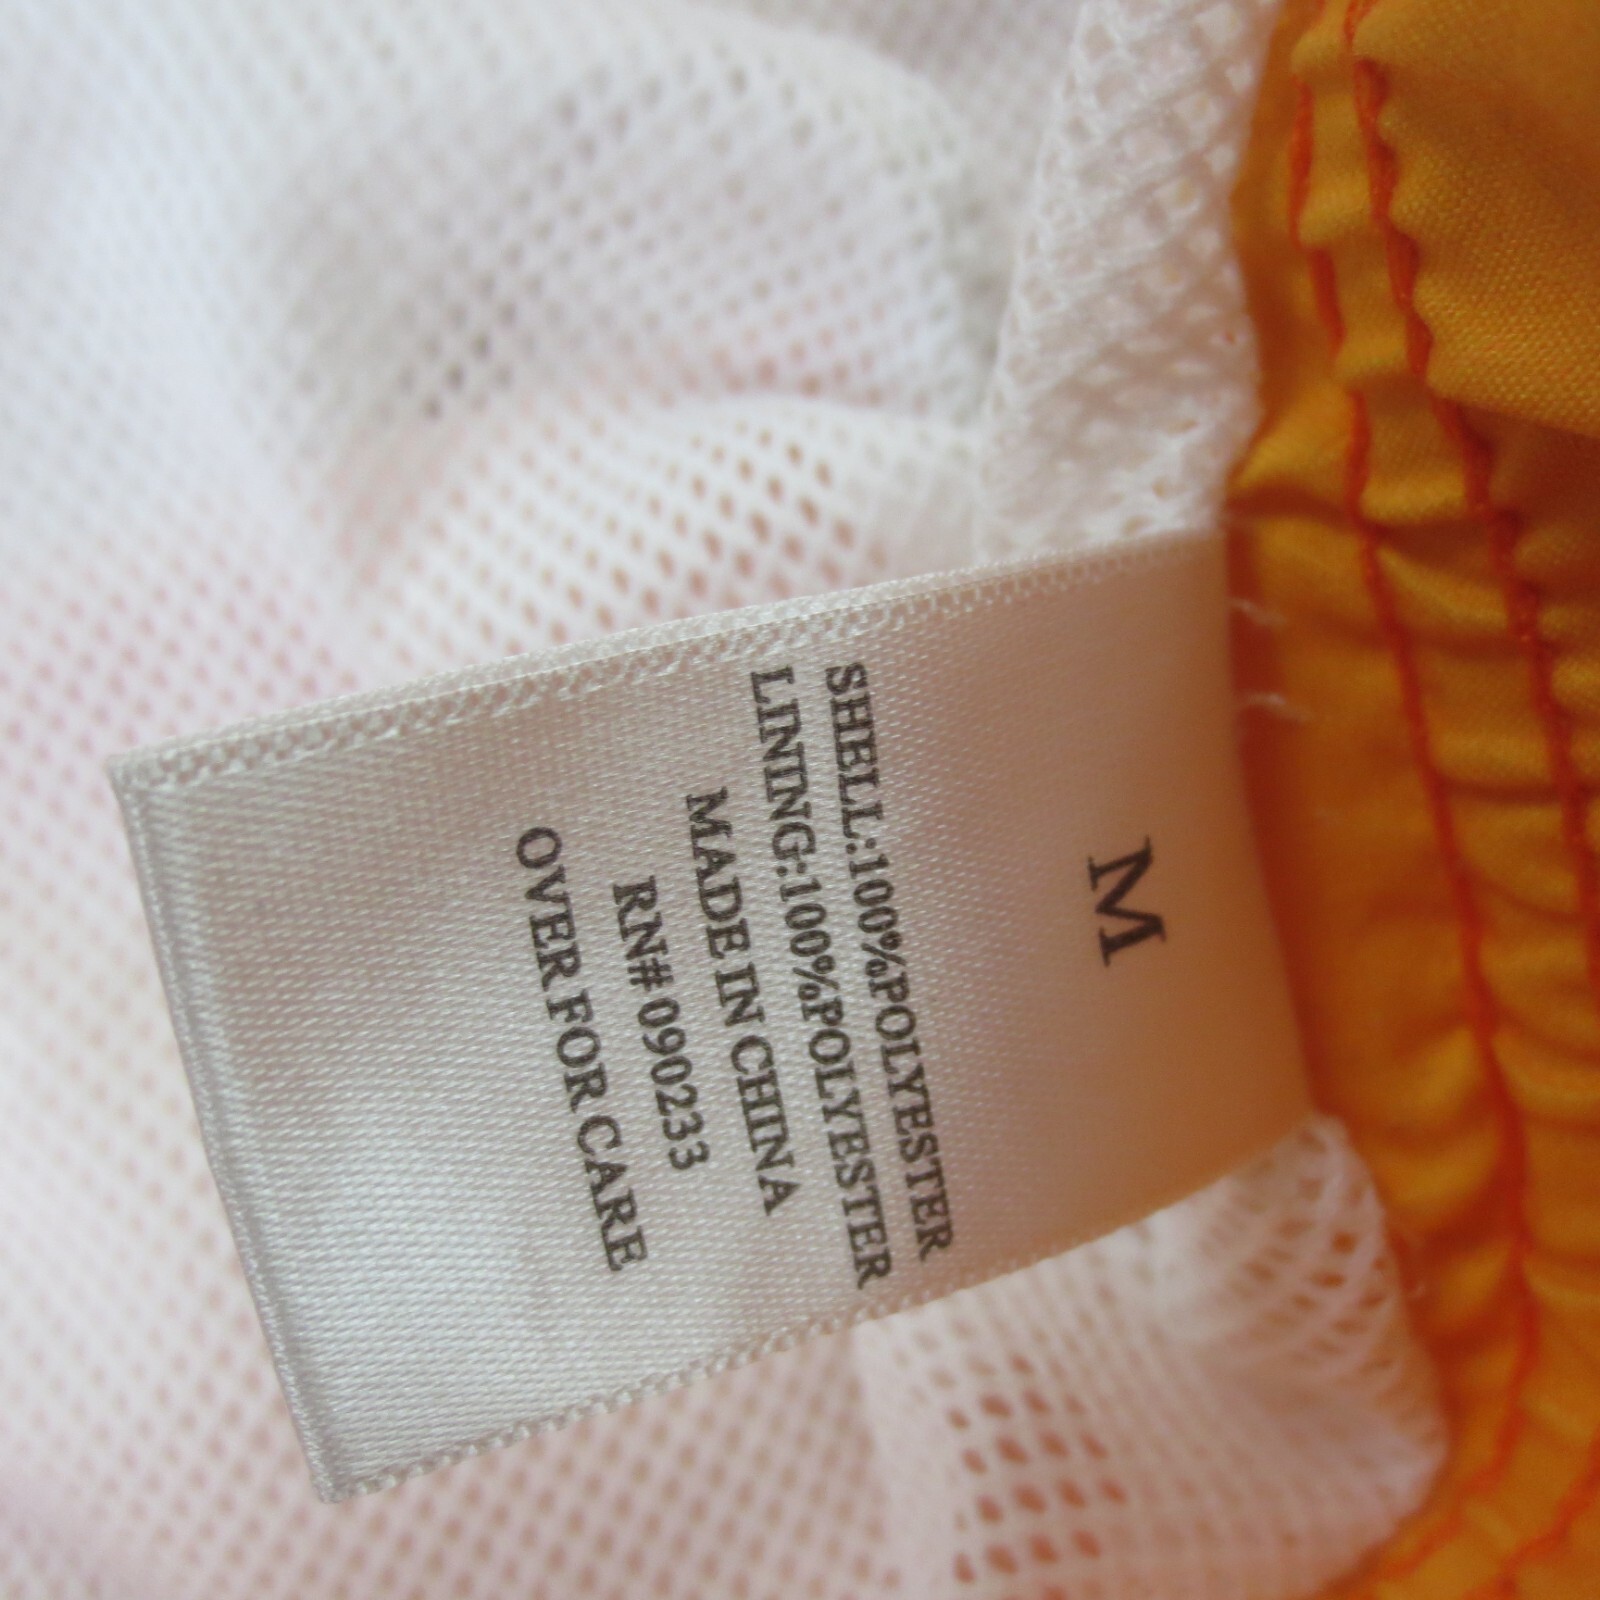 M
SHELL:100%POLYESTER
LINING:100%POLYESTER
MADE IN CHINA
RN# 090233
OVER FOR CARE